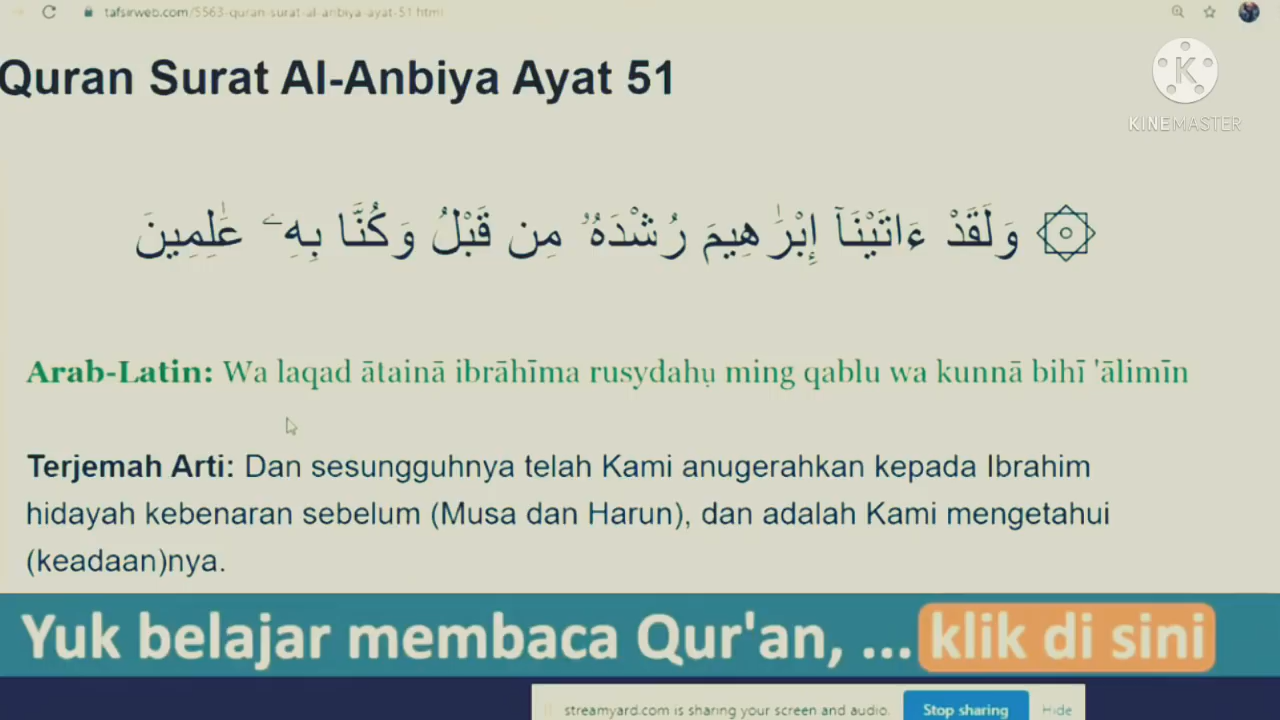 tafsirweb.com/5563-quran-surat-al-anbiya-ayat-51.html
Quran Surat Al-Anbiya Ayat 51
KINEMASTER
۞ وَلَقَدْ ءَاتَيْنَآ إِبْرَٰهِيمَ رُشْدَهُۥ مِن قَبْلُ وَكُنَّا بِهِۦ عَٰلِمِينَ
Arab-Latin: Wa laqad ātainā ibrāhīma rusydahụ ming qablu wa kunnā bihī 'ālimīn
Terjemah Arti: Dan sesungguhnya telah Kami anugerahkan kepada Ibrahim
hidayah kebenaran sebelum (Musa dan Harun), dan adalah Kami mengetahui
(keadaan)nya.
Yuk belajar membaca Qur'an, ... klik di sini
streamyard.com is sharing your screen and audio. Stop sharing Hide